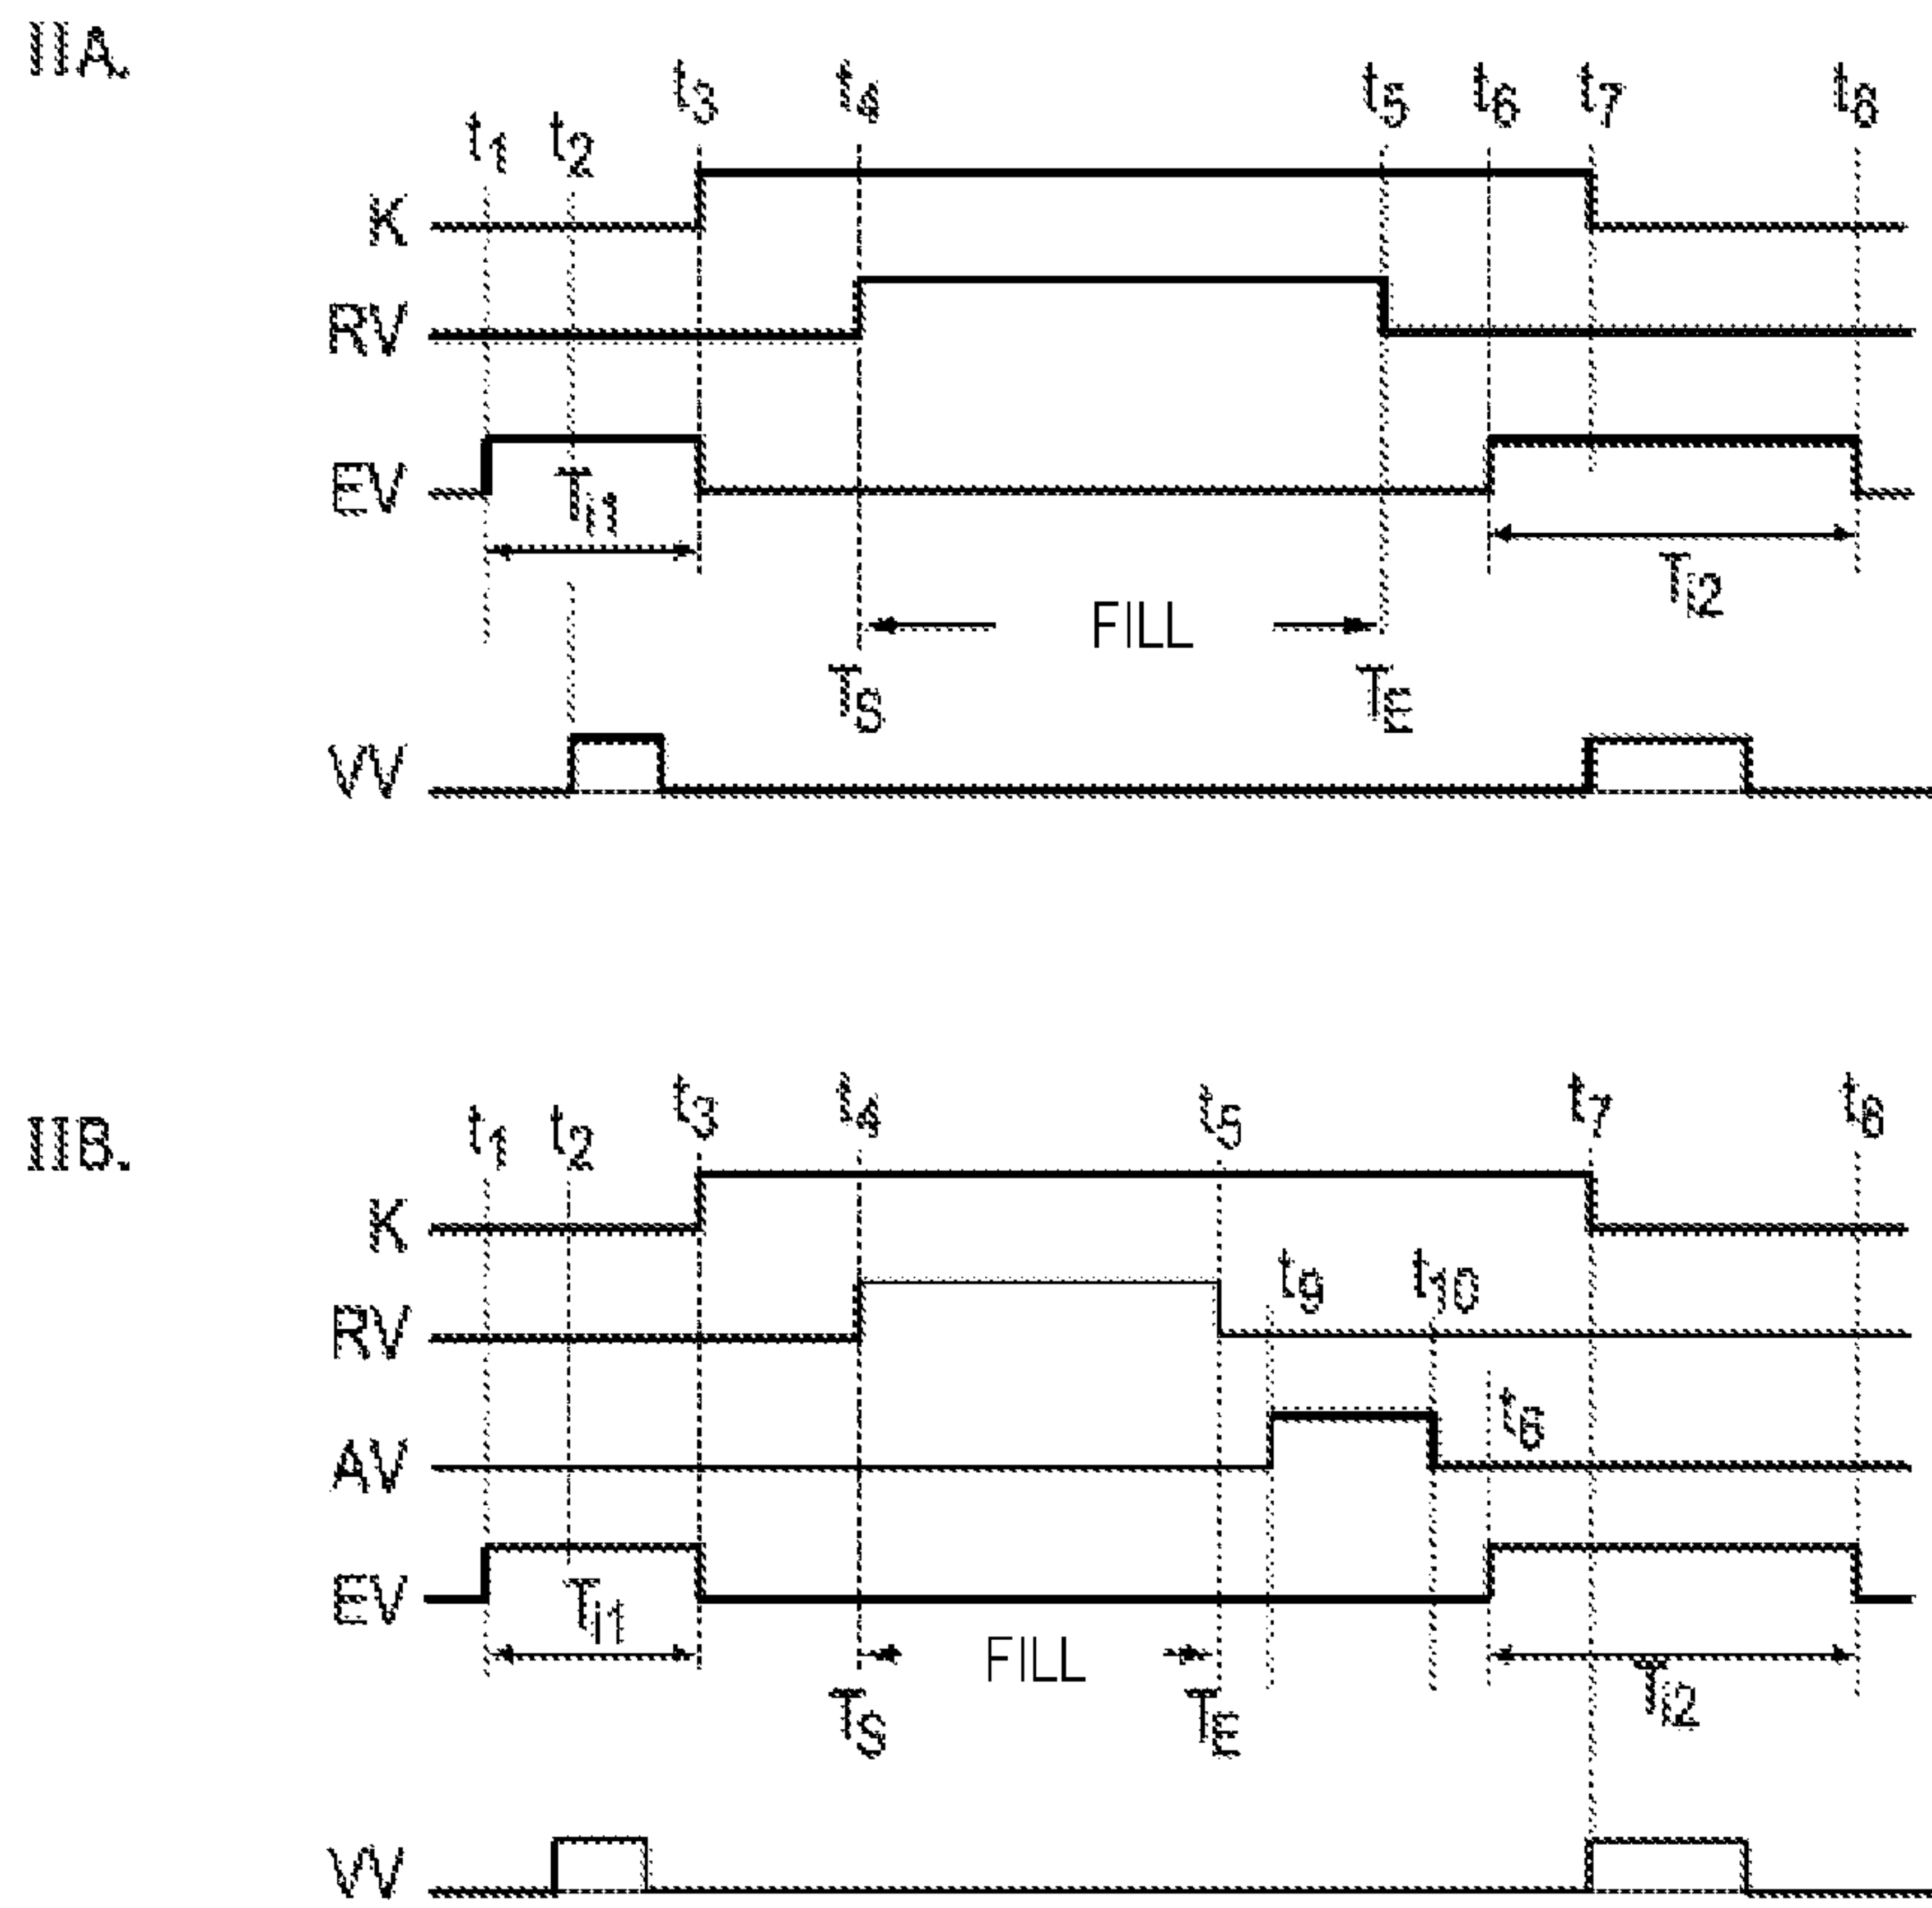 IIA.
t1 t2 t3 t4 t5 t6 t7 t8
K
RV
EV
Ti1
Ti2
FILL
TS TE
VV
IIB.
t1 t2 t3 t4 t5 t7 t8
K
t9 t10
RV
t6
AV
EV
Ti1
FILL
Ti2
TS TE
VV